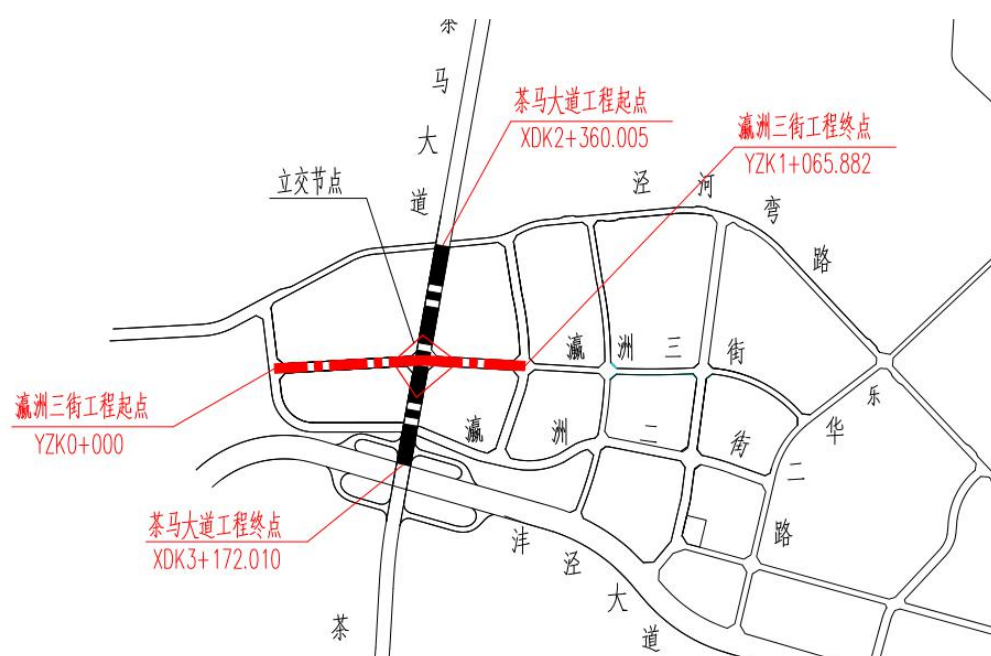 茶马大道
茶马大道工程起点
XDK2+360.005
瀛洲三街工程终点
YZK1+065.882
立交节点
泾河弯路
瀛洲三街
瀛洲三街工程起点
YZK0+000
瀛洲二街
乐华二路
茶马大道工程终点
XDK3+172.010
沣泾大道
茶